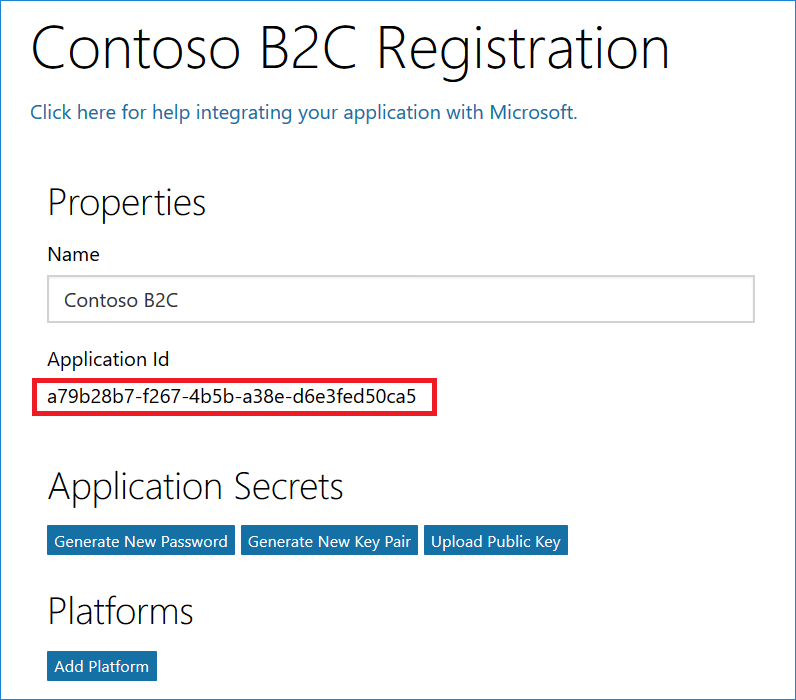 Contoso B2C Registration
Click here for help integrating your application with Microsoft.
Properties
Name
Contoso B2C
Application Id
a79b28b7-f267-4b5b-a38e-d6e3fed50ca5
Application Secrets
Generate New Password Generate New Key Pair Upload Public Key
Platforms
Add Platform